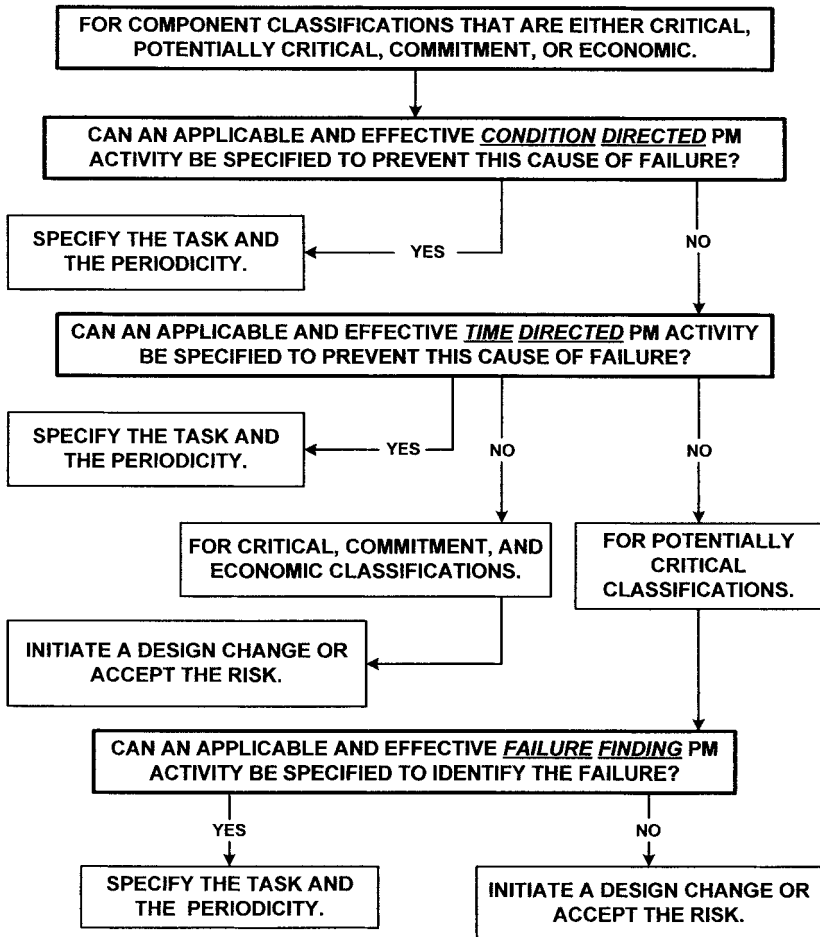 FOR COMPONENT CLASSIFICATIONS THAT ARE EITHER CRITICAL,
POTENTIALLY CRITICAL, COMMITMENT, OR ECONOMIC.
CAN AN APPLICABLE AND EFFECTIVE CONDITION DIRECTED PM
ACTIVITY BE SPECIFIED TO PREVENT THIS CAUSE OF FAILURE?
SPECIFY THE TASK AND
THE PERIODICITY.
YES
NO
CAN AN APPLICABLE AND EFFECTIVE TIME DIRECTED PM ACTIVITY
BE SPECIFIED TO PREVENT THIS CAUSE OF FAILURE?
SPECIFY THE TASK AND
THE PERIODICITY.
YES
NO
NO
FOR CRITICAL, COMMITMENT, AND
ECONOMIC CLASSIFICATIONS.
FOR POTENTIALLY
CRITICAL
CLASSIFICATIONS.
INITIATE A DESIGN CHANGE OR
ACCEPT THE RISK.
CAN AN APPLICABLE AND EFFECTIVE FAILURE FINDING PM
ACTIVITY BE SPECIFIED TO IDENTIFY THE FAILURE?
YES
NO
SPECIFY THE TASK AND
THE PERIODICITY.
INITIATE A DESIGN CHANGE OR
ACCEPT THE RISK.